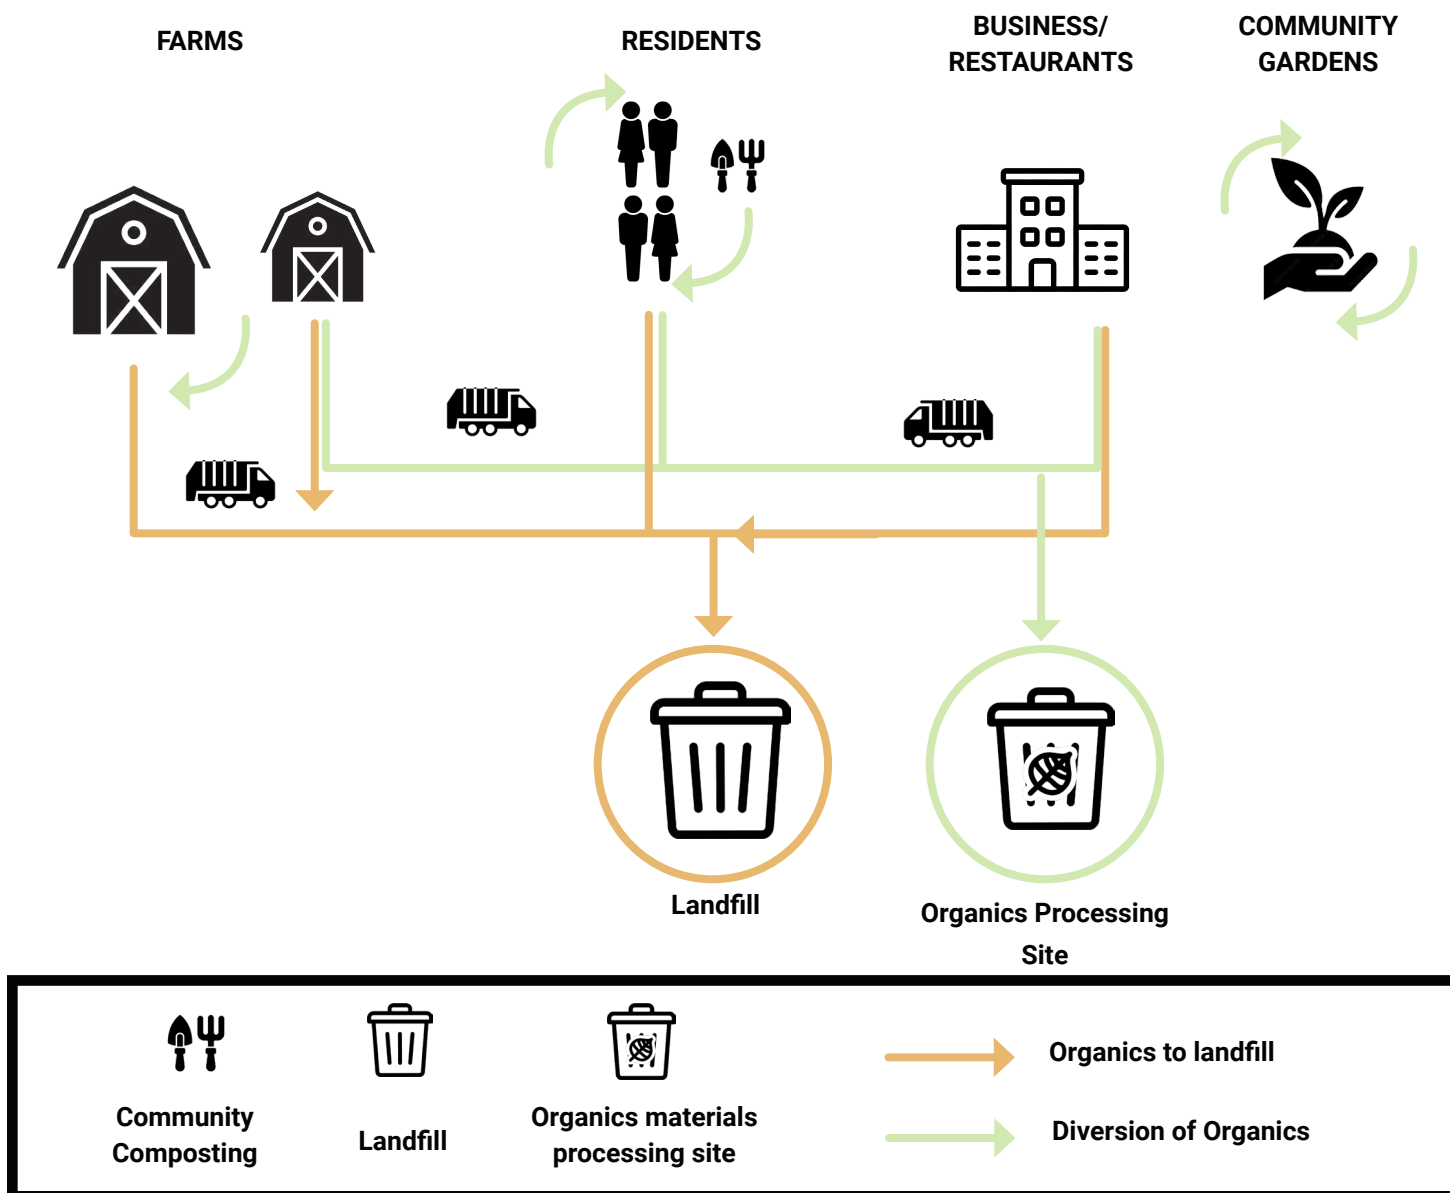 FARMS
RESIDENTS
BUSINESS/
RESTAURANTS
COMMUNITY
GARDENS
Landfill
Organics Processing
Site
Community
Composting
Landfill
Organics materials
processing site
Organics to landfill
Diversion of Organics